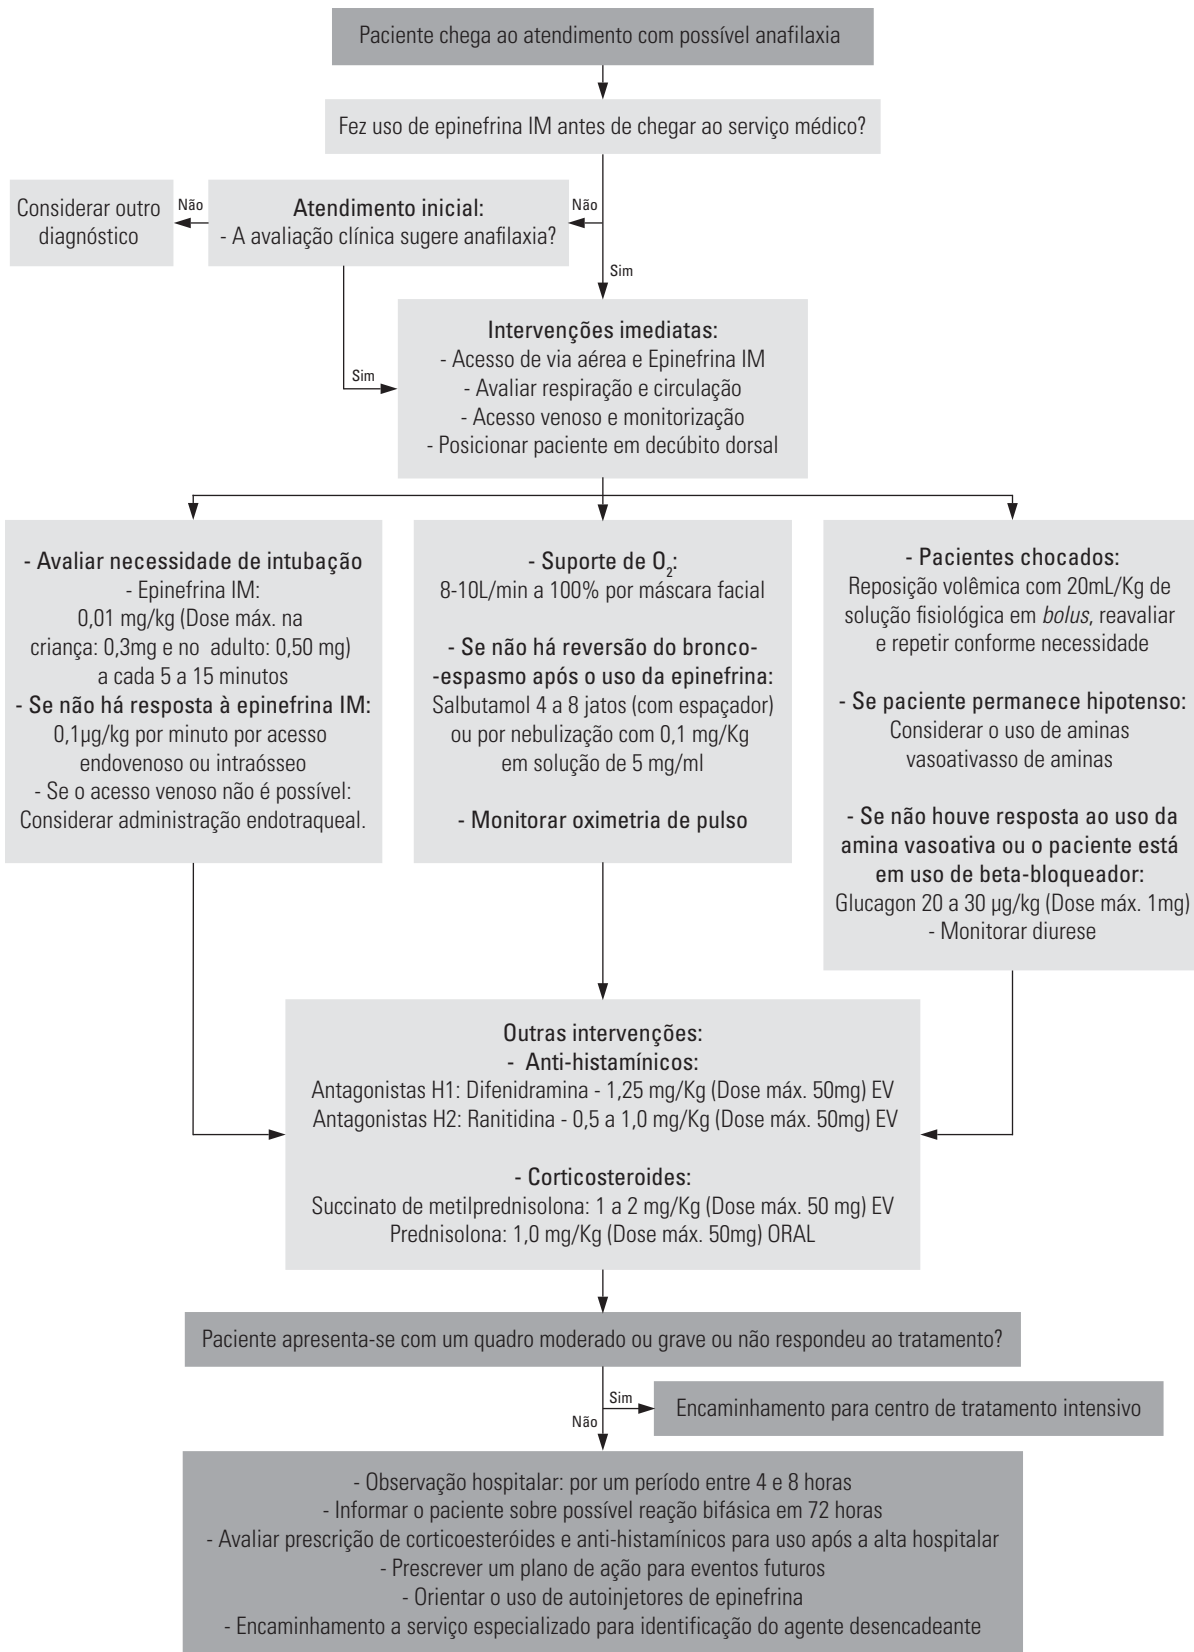 Paciente chega ao atendimento com possível anafilaxia
Fez uso de epinefrina IM antes de chegar ao serviço médico?
Considerar outro
diagnóstico
Não
Atendimento inicial:
- A avaliação clínica sugere anafilaxia?
Não
Sim
Sim
Intervenções imediatas:
- Acesso de via aérea e Epinefrina IM
- Avaliar respiração e circulação
- Acesso venoso e monitorização
- Posicionar paciente em decúbito dorsal
- Avaliar necessidade de intubação
- Epinefrina IM:
0,01 mg/kg (Dose máx. na
criança: 0,3mg e no adulto: 0,50 mg)
a cada 5 a 15 minutos
- Se não há resposta à epinefrina IM:
0,1µg/kg por minuto por acesso
endovenoso ou intraósseo
- Se o acesso venoso não é possível:
Considerar administração endotraqueal.
- Suporte de O2:
8-10L/min a 100% por máscara facial
- Se não há reversão do bronco-
-espasmo após o uso da epinefrina:
Salbutamol 4 a 8 jatos (com espaçador)
ou por nebulização com 0,1 mg/Kg
em solução de 5 mg/ml
- Monitorar oximetria de pulso
- Pacientes chocados:
Reposição volêmica com 20mL/Kg de
solução fisiológica em bolus, reavaliar
e repetir conforme necessidade
- Se paciente permanece hipotenso:
Considerar o uso de aminas
vasoativasso de aminas
- Se não houve resposta ao uso da
amina vasoativa ou o paciente está
em uso de beta-bloqueador:
Glucagon 20 a 30 µg/kg (Dose máx. 1mg)
- Monitorar diurese
Outras intervenções:
- Anti-histamínicos:
Antagonistas H1: Difenidramina - 1,25 mg/Kg (Dose máx. 50mg) EV
Antagonistas H2: Ranitidina - 0,5 a 1,0 mg/Kg (Dose máx. 50mg) EV
- Corticosteroides:
Succinato de metilprednisolona: 1 a 2 mg/Kg (Dose máx. 50 mg) EV
Prednisolona: 1,0 mg/Kg (Dose máx. 50mg) ORAL
Paciente apresenta-se com um quadro moderado ou grave ou não respondeu ao tratamento?
Sim
Encaminhamento para centro de tratamento intensivo
Não
- Observação hospitalar: por um período entre 4 e 8 horas
- Informar o paciente sobre possível reação bifásica em 72 horas
- Avaliar prescrição de corticoesteróides e anti-histamínicos para uso após a alta hospitalar
- Prescrever um plano de ação para eventos futuros
- Orientar o uso de autoinjetores de epinefrina
- Encaminhamento a serviço especializado para identificação do agente desencadeante